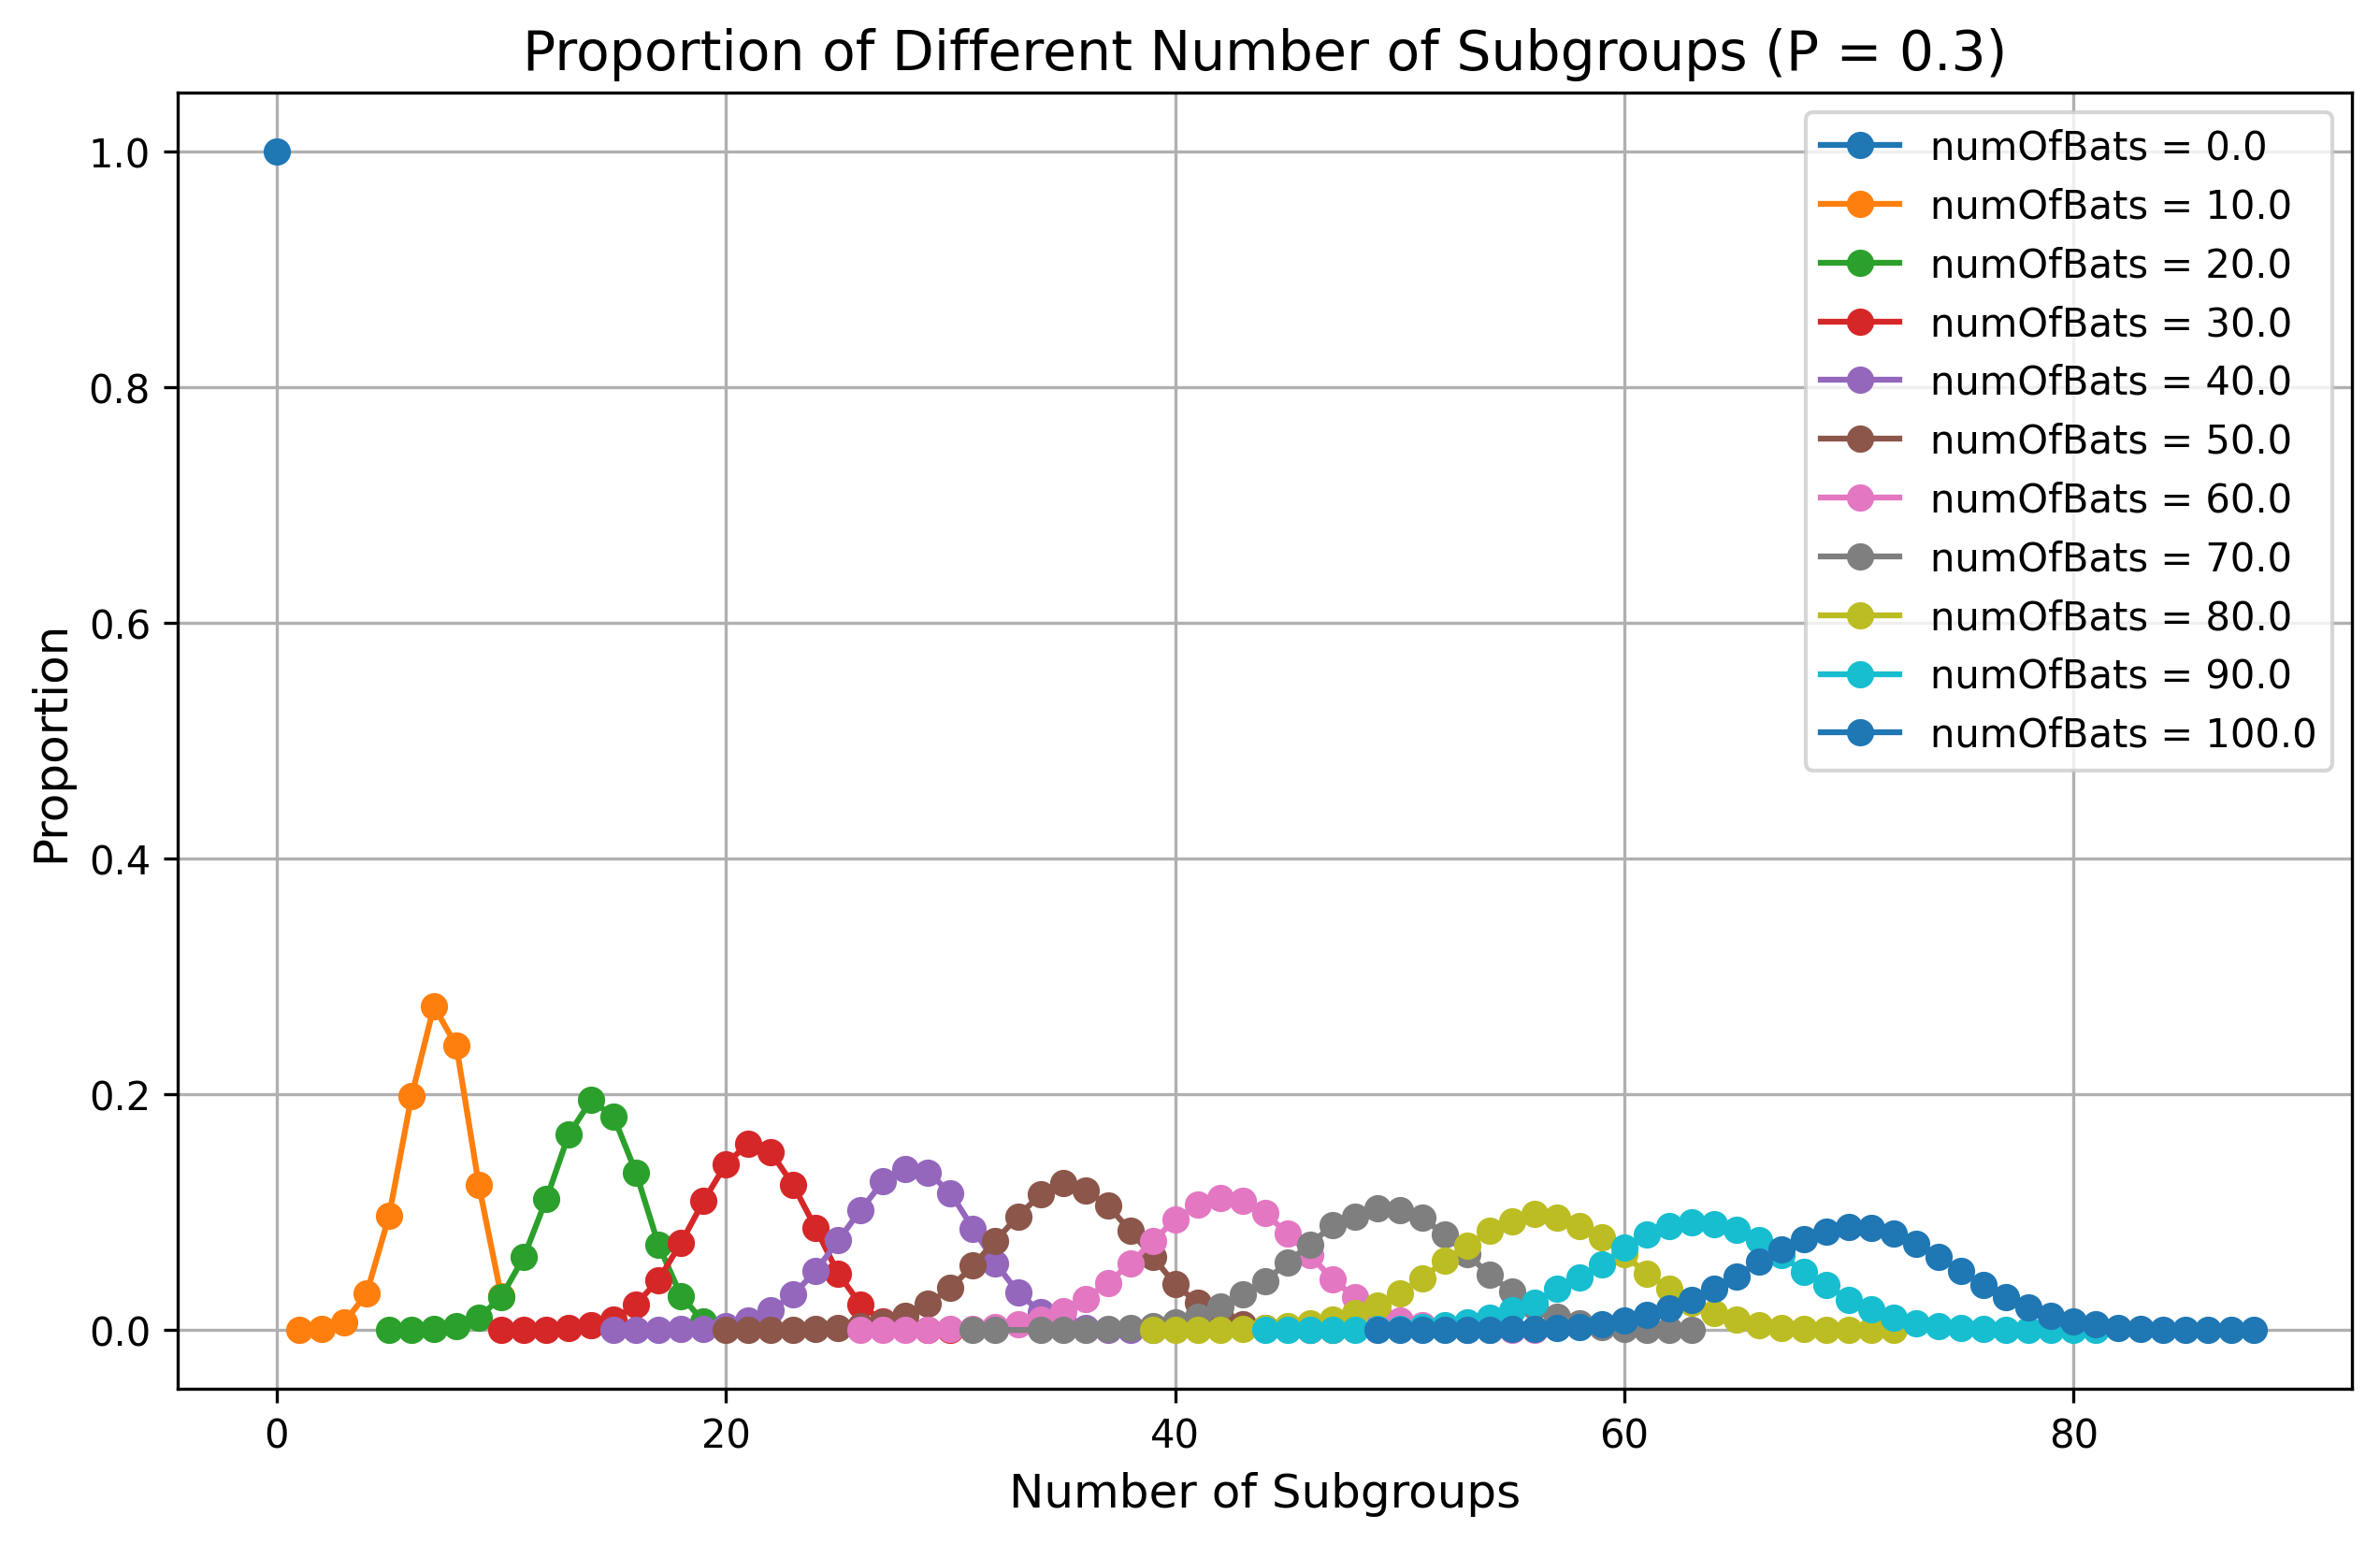 Proportion of Different Number of Subgroups (P = 0.3)
1.0
0.8
0.6
0.4
0.2
0.0
Proportion
numOfBats = 0.0
numOfBats = 10.0
numOfBats = 20.0
numOfBats = 30.0
numOfBats = 40.0
numOfBats = 50.0
numOfBats = 60.0
numOfBats = 70.0
numOfBats = 80.0
numOfBats = 90.0
numOfBats = 100.0
0 20 40 60 80
Number of Subgroups